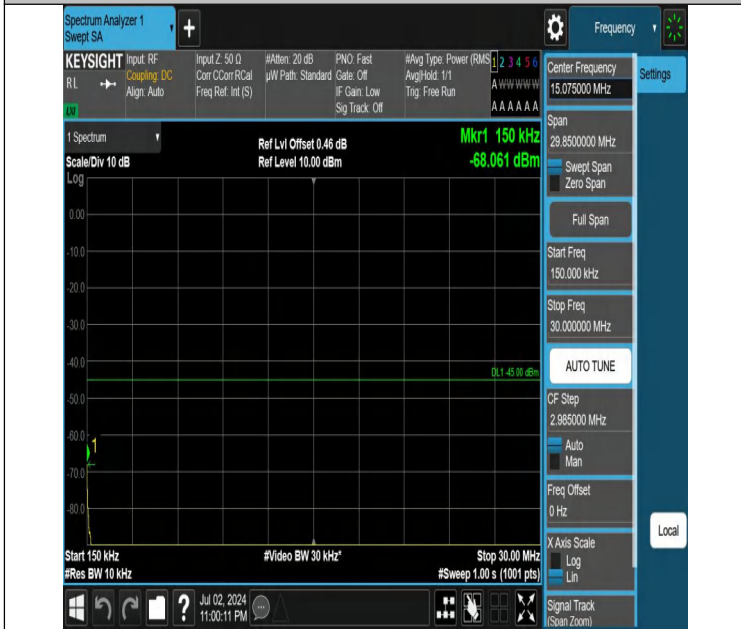 Spectrum Analyzer 1
Swept SA
+
Frequency
KEYSIGHT
RL
Input: RF
Coupling: DC
Align: Auto
Input Z: 50 Ω
Corr CCorr RCal
Freq Ref: Int (S)
#Atten: 20 dB
µW Path: Standard
PNO: Fast
Gate: Off
IF Gain: Low
Sig Track: Off
#Avg Type: Power (RMS
Avg|Hold: 1/1
Trig: Free Run
1 2 3 4 5 6
A W W W W W
A A A A A A
1 Spectrum
Scale/Div 10 dB
Log
Ref Lvl Offset 0.46 dB
Ref Level 10.00 dBm
Mkr1 150 kHz
-68.061 dBm
0.00
-10.0
-20.0
-30.0
-40.0
DL1 -45.00 dBm
-50.0
-60.0
1
-70.0
-80.0
Start 150 kHz
#Res BW 10 kHz
#Video BW 30 kHz*
Stop 30.00 MHz
#Sweep 1.00 s (1001 pts)
?
Jul 02, 2024
11:00:11 PM
Center Frequency
15.075000 MHz
Settings
Span
29.8500000 MHz
Swept Span
Zero Span
Full Span
Start Freq
150.000 kHz
Stop Freq
30.000000 MHz
AUTO TUNE
CF Step
2.985000 MHz
Auto
Man
Freq Offset
0 Hz
X Axis Scale
Log
Lin
Local
Signal Track
(Span Zoom)